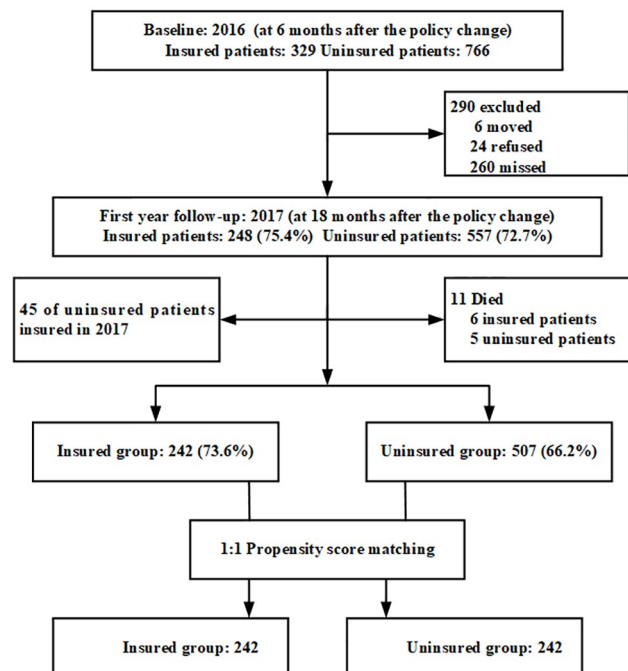 Baseline: 2016 (at 6 months after the policy change)
Insured patients: 329 Uninsured patients: 766
290 excluded
6 moved
24 refused
260 missed
First year follow-up: 2017 (at 18 months after the policy change)
Insured patients: 248 (75.4%) Uninsured patients: 557 (72.7%)
45 of uninsured patients
insured in 2017
11 Died
6 insured patients
5 uninsured patients
Insured group: 242 (73.6%)
Uninsured group: 507 (66.2%)
1:1 Propensity score matching
Insured group: 242
Uninsured group: 242